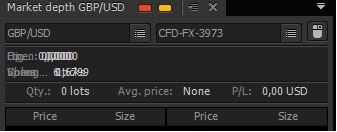 Market depth GBP/USD
GBP/USD CFD-FX-3973
Qty.: 0 lots Avg. price: None P/L: 0,00 USD
Price Size Price Size